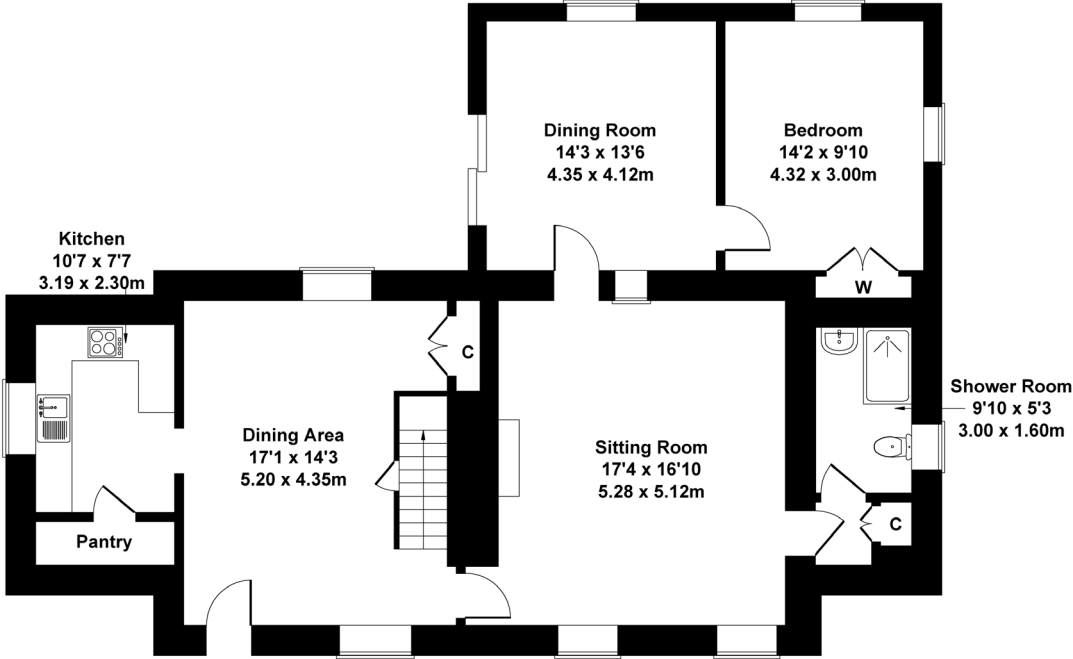 Dining Room
14'3 x 13'6
4.35 x 4.12m
Bedroom
14'2 x 9'10
4.32 x 3.00m
Kitchen
10'7 x 7'7
3.19 x 2.30m
W
C
Shower Room
9'10 x 5'3
3.00 x 1.60m
Dining Area
17'1 x 14'3
5.20 x 4.35m
Sitting Room
17'4 x 16'10
5.28 x 5.12m
C
Pantry